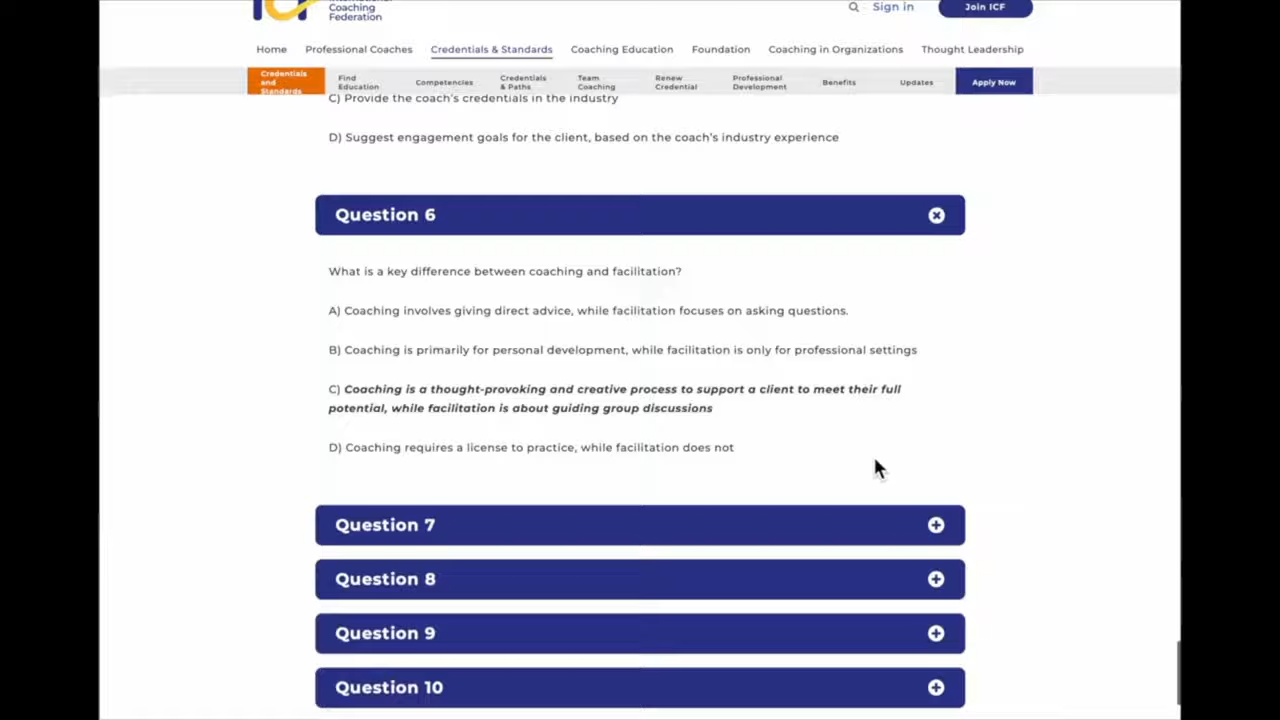 Coaching
Federation
Sign in
Join ICF
Home
Professional Coaches
Credentials & Standards
Coaching Education
Foundation
Coaching in Organizations
Thought Leadership
Credentials
and
Standards
Find
Education
Competencies
Credentials
& Paths
Team
Coaching
Renew
Credential
Professional
Development
Benefits
Updates
Apply Now
C) Provide the coach's credentials in the industry
D) Suggest engagement goals for the client, based on the coach's industry experience
Question 6
What is a key difference between coaching and facilitation?
A) Coaching involves giving direct advice, while facilitation focuses on asking questions.
B) Coaching is primarily for personal development, while facilitation is only for professional settings
C) Coaching is a thought-provoking and creative process to support a client to meet their full
potential, while facilitation is about guiding group discussions
D) Coaching requires a license to practice, while facilitation does not
Question 7
Question 8
Question 9
Question 10